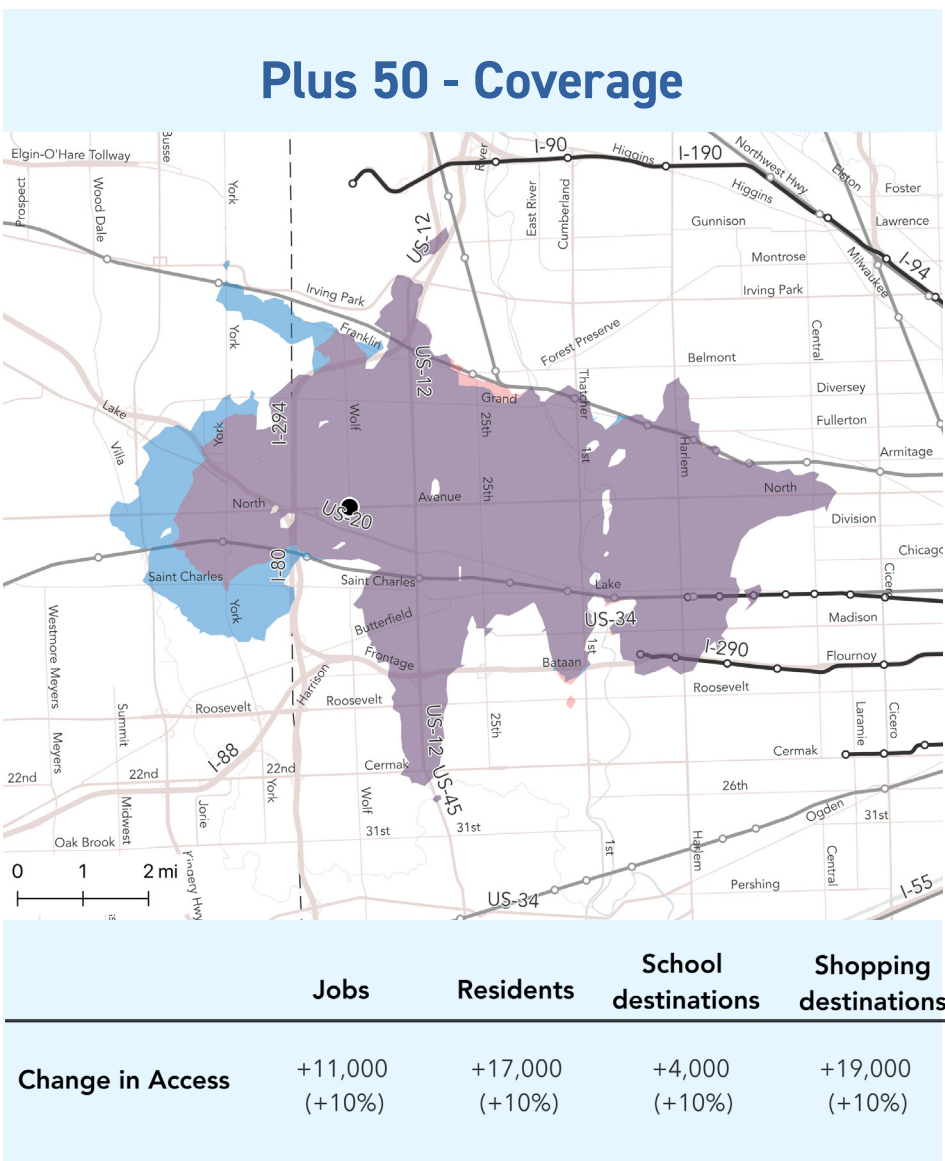 Plus 50 - Coverage
Elgin-O'Hare Tollway
Busse
River
I-90
Higgins
I-190
Northwest Hwy
Elston
Prospect
Wood Dale
York
East River
Cumberland
Higgins
Foster
US-12
Gunnison
Lawrence
Montrose
Milwaukee
I-94
Irving Park
Irving Park
York
Franklin
Forest Preserve
Central
US-12
Belmont
Thatcher
Diversey
Lake
York
I-294
Wolf
Grand
25th
Fullerton
Villa
1st
Harlem
Armitage
North
US-20
Avenue
25th
North
Division
I-80
Chicago
Saint Charles
Saint Charles
Lake
Cicero
York
Butterfield
US-34
Madison
Westmore Meyers
Frontage
1st
Bataan
I-290
Flournoy
Harrison
Roosevelt
Roosevelt
Roosevelt
Summit
US-12
25th
Laramie
Cicero
Meyers
I-88
Cermak
Cermak
22nd
22nd
22nd
York
US-45
26th
Midwest
Jorie
Wolf
Ogden
31st
31st
31st
Oak Brook
1st
Harlem
Central
Kingery Hwy
Pershing
I-55
US-34
0 1 2 mi
Jobs
Residents
School
destinations
Shopping
destinations
Change in Access
+11,000
+17,000
+4,000
+19,000
(+10%)
(+10%)
(+10%)
(+10%)